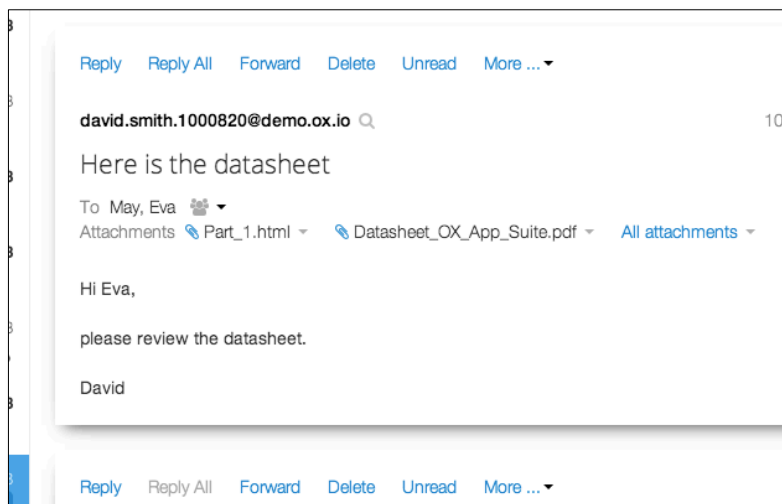 Reply Reply All Forward Delete Unread More ...
david.smith.1000820@demo.ox.io 10
Here is the datasheet
To May, Eva
Attachments Part_1.html Datasheet_OX_App_Suite.pdf All attachments
Hi Eva,
please review the datasheet.
David
Reply Reply All Forward Delete Unread More ...